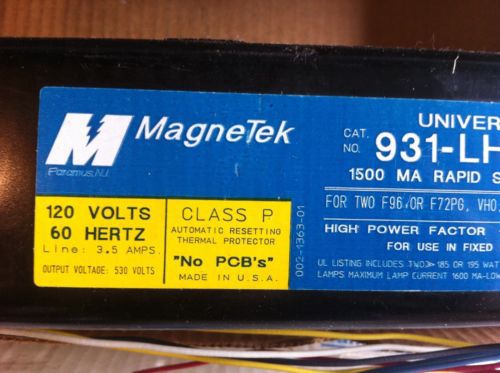 MagneTek
Paramus, N.J.
UNIVER
CAT. NO. 931-LH
1500 MA RAPID S
120 VOLTS
60 HERTZ
Line: 3.5 AMPS.
OUTPUT VOLTAGE: 530 VOLTS
CLASS P
AUTOMATIC RESETTING
THERMAL PROTECTOR
"No PCB's"
MADE IN U.S.A.
002-1363-01
FOR TWO F96 OR F72PG, VHO,
HIGH POWER FACTOR
FOR USE IN FIXED
UL LISTING INCLUDES TWO 185 OR 195 WAT
LAMPS MAXIMUM LAMP CURRENT 1600 MA-LOW